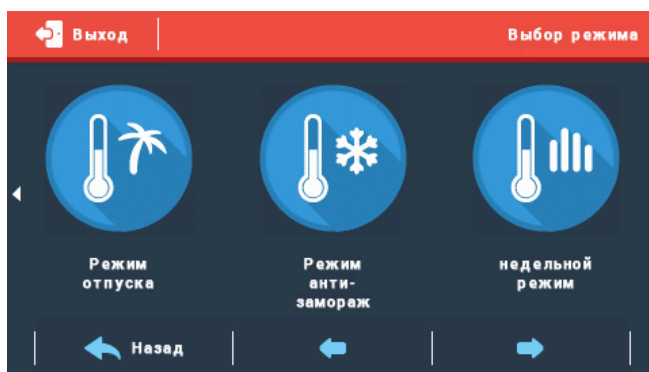 Выход
Выбор режима
Режим
отпуска
Режим
анти-
замораж
недельной
режим
Назад